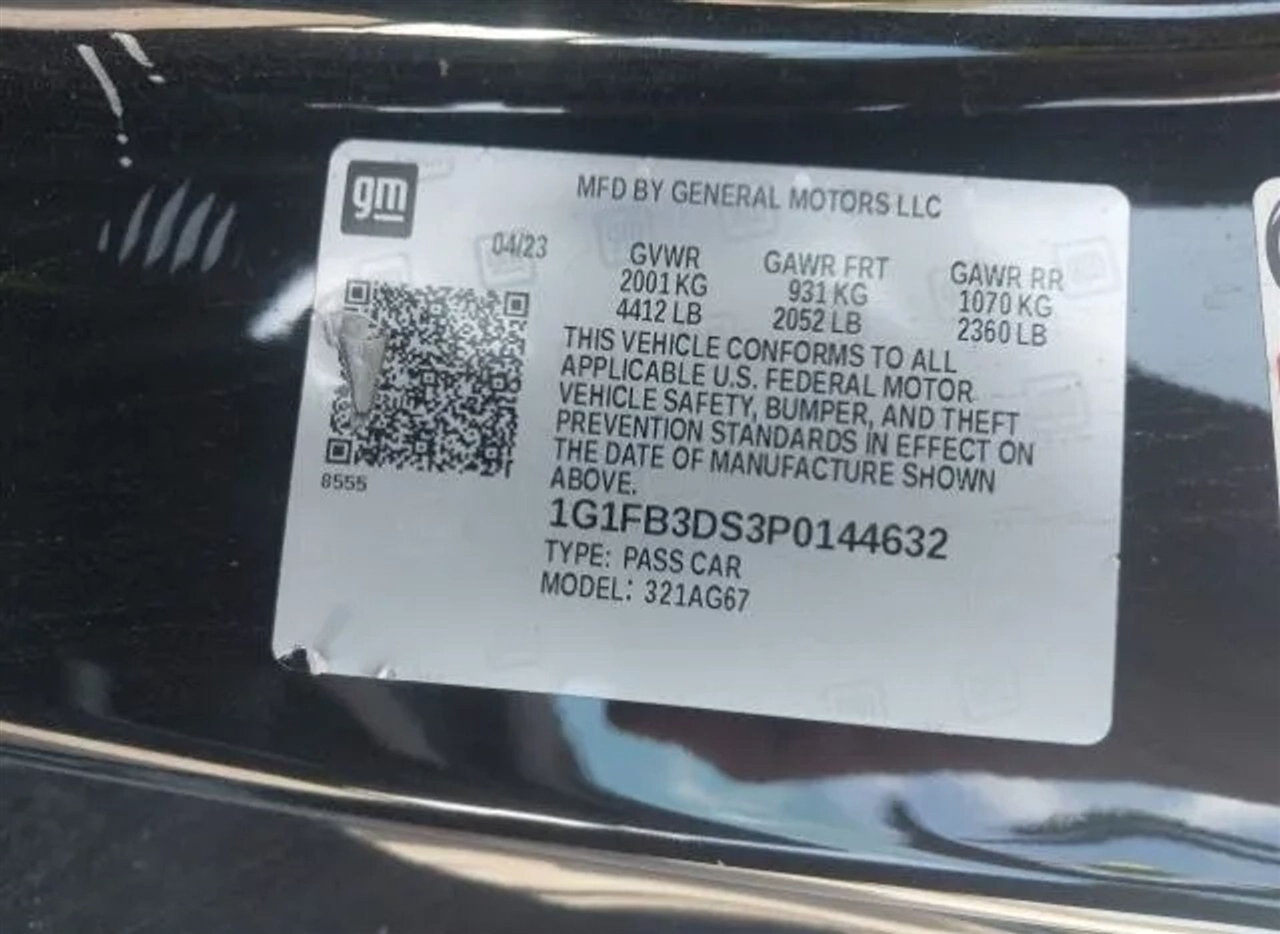 gm
MFD BY GENERAL MOTORS LLC
04/23
GVWR
2001 KG
4412 LB
GAWR FRT
931 KG
2052 LB
GAWR RR
1070 KG
2360 LB
THIS VEHICLE CONFORMS TO ALL
APPLICABLE U.S. FEDERAL MOTOR
VEHICLE SAFETY, BUMPER, AND THEFT
PREVENTION STANDARDS IN EFFECT ON
THE DATE OF MANUFACTURE SHOWN
ABOVE.
8555
1G1FB3DS3P0144632
TYPE: PASS CAR
MODEL: 321AG67